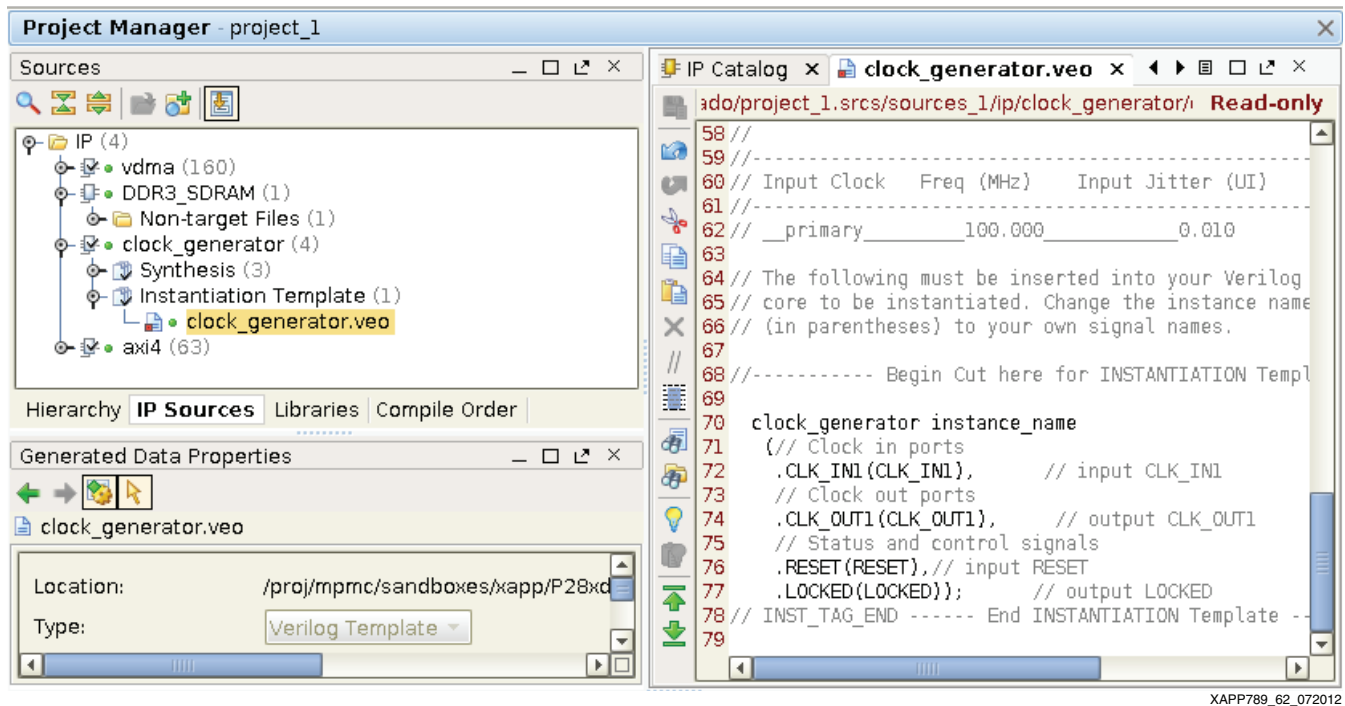 Project Manager - project_1
Sources
IP (4)
vdma (160)
DDR3_SDRAM (1)
Non-target Files (1)
clock_generator (4)
Synthesis (3)
Instantiation Template (1)
clock_generator.veo
axi4 (63)
Hierarchy IP Sources Libraries Compile Order
Generated Data Properties
clock_generator.veo
Location: /proj/mpmc/sandboxes/xapp/P28xd
Type: Verilog Template
IP Catalog clock_generator.veo
ado/project_1.srcs/sources_1/ip/clock_generator/ Read-only
58 //
59 //----------------------------------------------------
60 // Input Clock   Freq (MHz)    Input Jitter (UI)
61 //----------------------------------------------------
62 // __primary_________100.000____________0.010
63
64 // The following must be inserted into your Verilog
65 // core to be instantiated. Change the instance name
66 // (in parentheses) to your own signal names.
67
68 //----------- Begin Cut here for INSTANTIATION Templ
69
70   clock_generator instance_name
71    (// Clock in ports
72     .CLK_IN1(CLK_IN1),      // input CLK_IN1
73     // Clock out ports
74     .CLK_OUT1(CLK_OUT1),     // output CLK_OUT1
75     // Status and control signals
76     .RESET(RESET),// input RESET
77     .LOCKED(LOCKED));      // output LOCKED
78 // INST_TAG_END ------ End INSTANTIATION Template --
79
XAPP789_62_072012